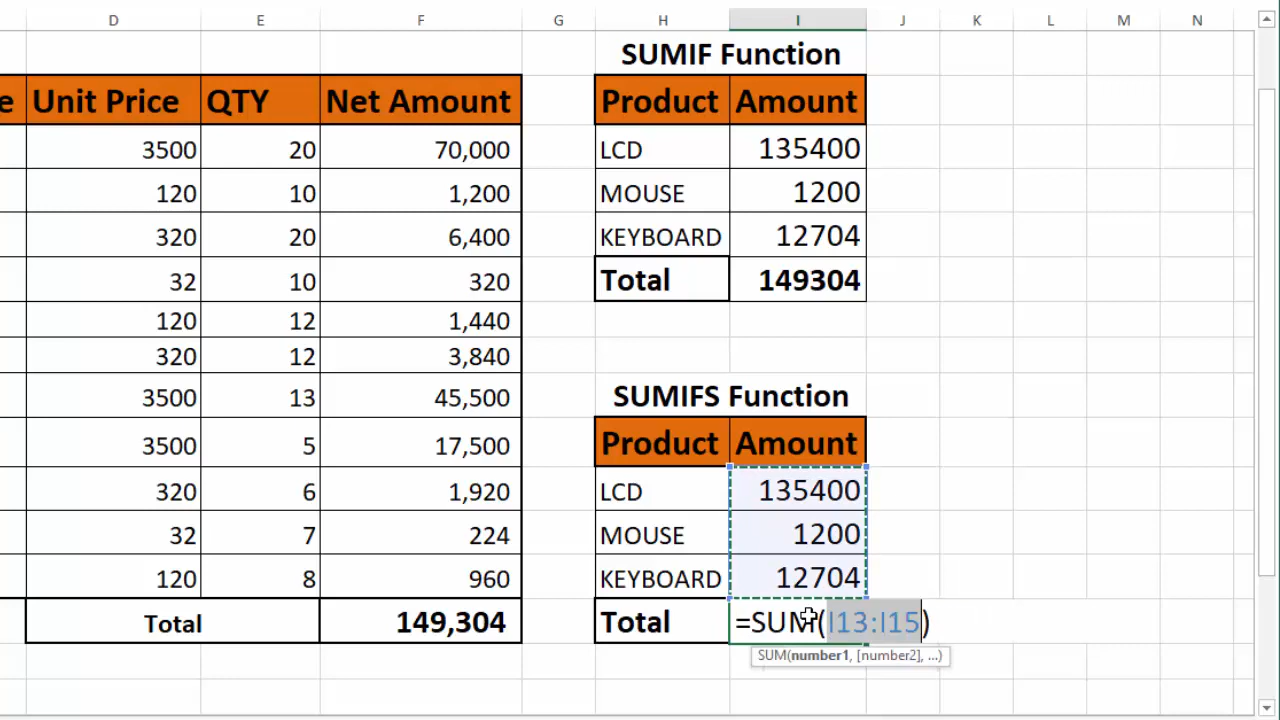 D E F G H I J K L M N
SUMIF Function
e Unit Price QTY Net Amount Product Amount
3500 20 70,000 LCD 135400
120 10 1,200 MOUSE 1200
320 20 6,400 KEYBOARD 12704
32 10 320 Total 149304
120 12 1,440
320 12 3,840
3500 13 45,500 SUMIFS Function
3500 5 17,500 Product Amount
320 6 1,920 LCD 135400
32 7 224 MOUSE 1200
120 8 960 KEYBOARD 12704
Total 149,304 Total =SUM(I13:I15)
SUM(number1, [number2], ...)